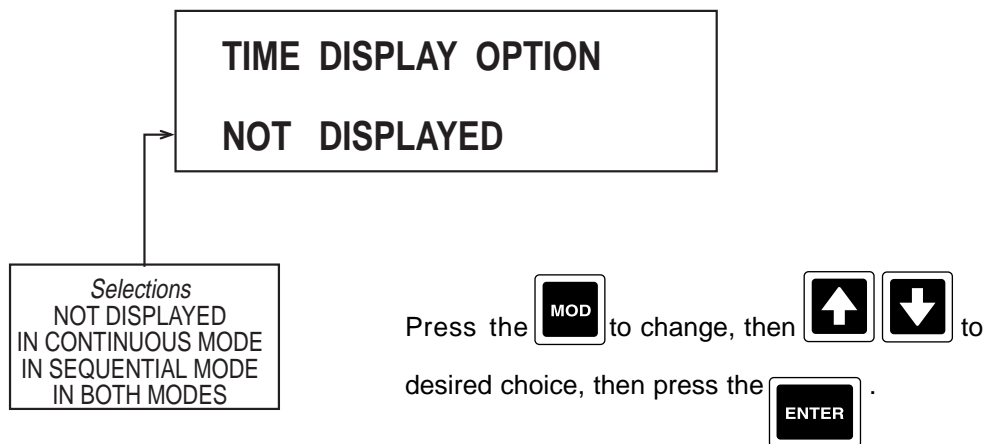 TIME DISPLAY OPTION
NOT DISPLAYED
Selections
NOT DISPLAYED
IN CONTINUOUS MODE
IN SEQUENTIAL MODE
IN BOTH MODES
Press the MOD to change, then to
desired choice, then press the ENTER .